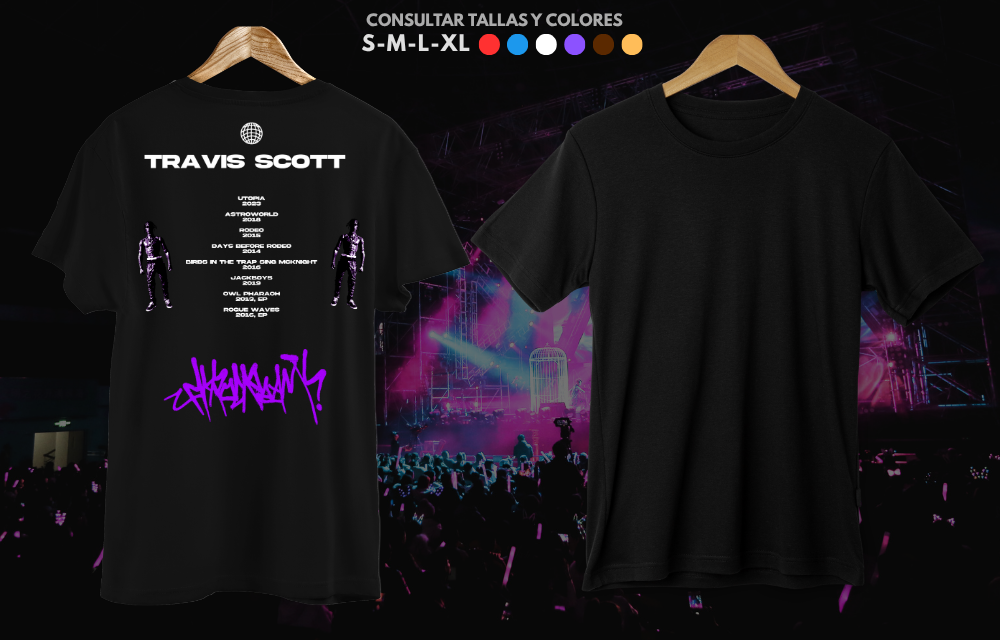 CONSULTAR TALLAS Y COLORES
S-M-L-XL
TRAVIS SCOTT
UTOPIA
2023
ASTROWORLD
2018
RODEO
2015
DAYS BEFORE RODEO
2014
BIRDS IN THE TRAP SING MCKNIGHT
2016
JACKBOYS
2019
OWL PHARAOH
2013, EP
ROGUE WAVES
2016, EP